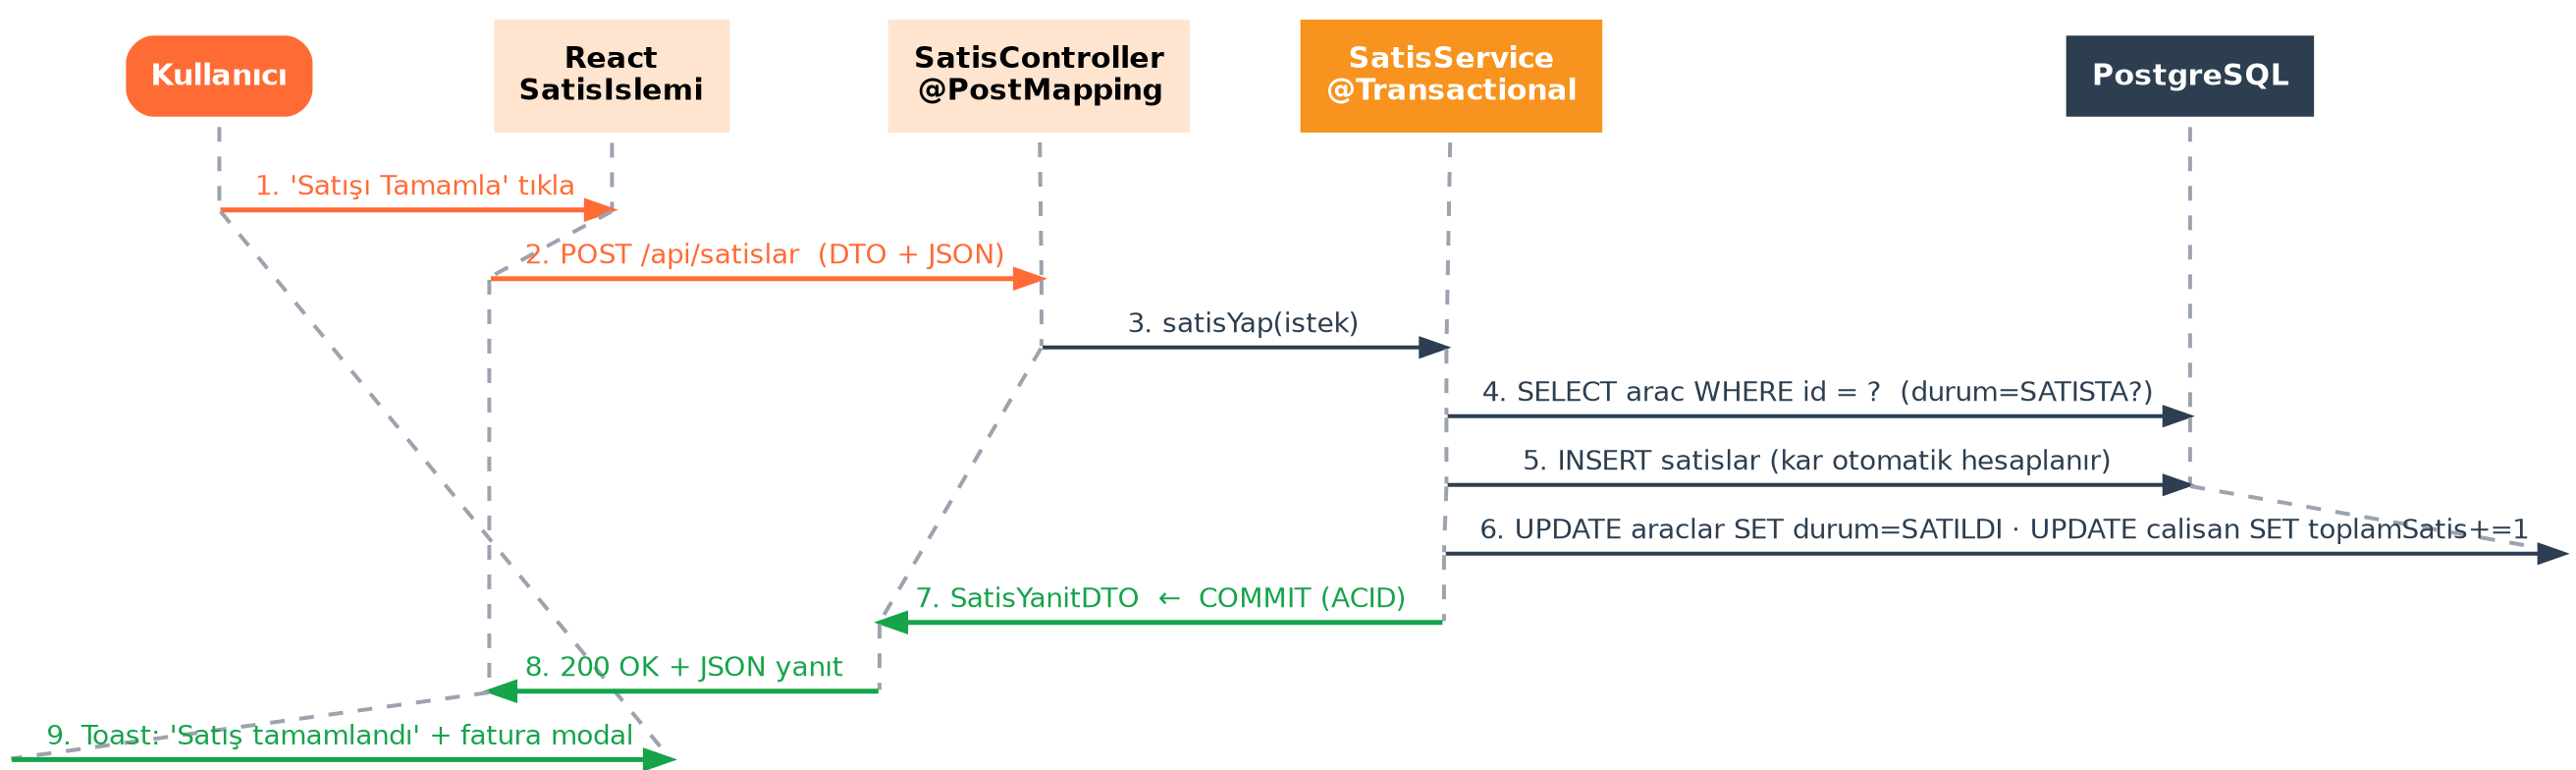 Kullanıcı
React
SatisIslemi
SatisController
@PostMapping
SatisService
@Transactional
PostgreSQL
1. 'Satışı Tamamla' tıkla
2. POST /api/satislar  (DTO + JSON)
3. satisYap(istek)
4. SELECT arac WHERE id = ?  (durum=SATISTA?)
5. INSERT satislar (kar otomatik hesaplanır)
6. UPDATE araclar SET durum=SATILDI · UPDATE calisan SET toplamSatis+=1
7. SatisYanitDTO  ←  COMMIT (ACID)
8. 200 OK + JSON yanıt
9. Toast: 'Satış tamamlandı' + fatura modal